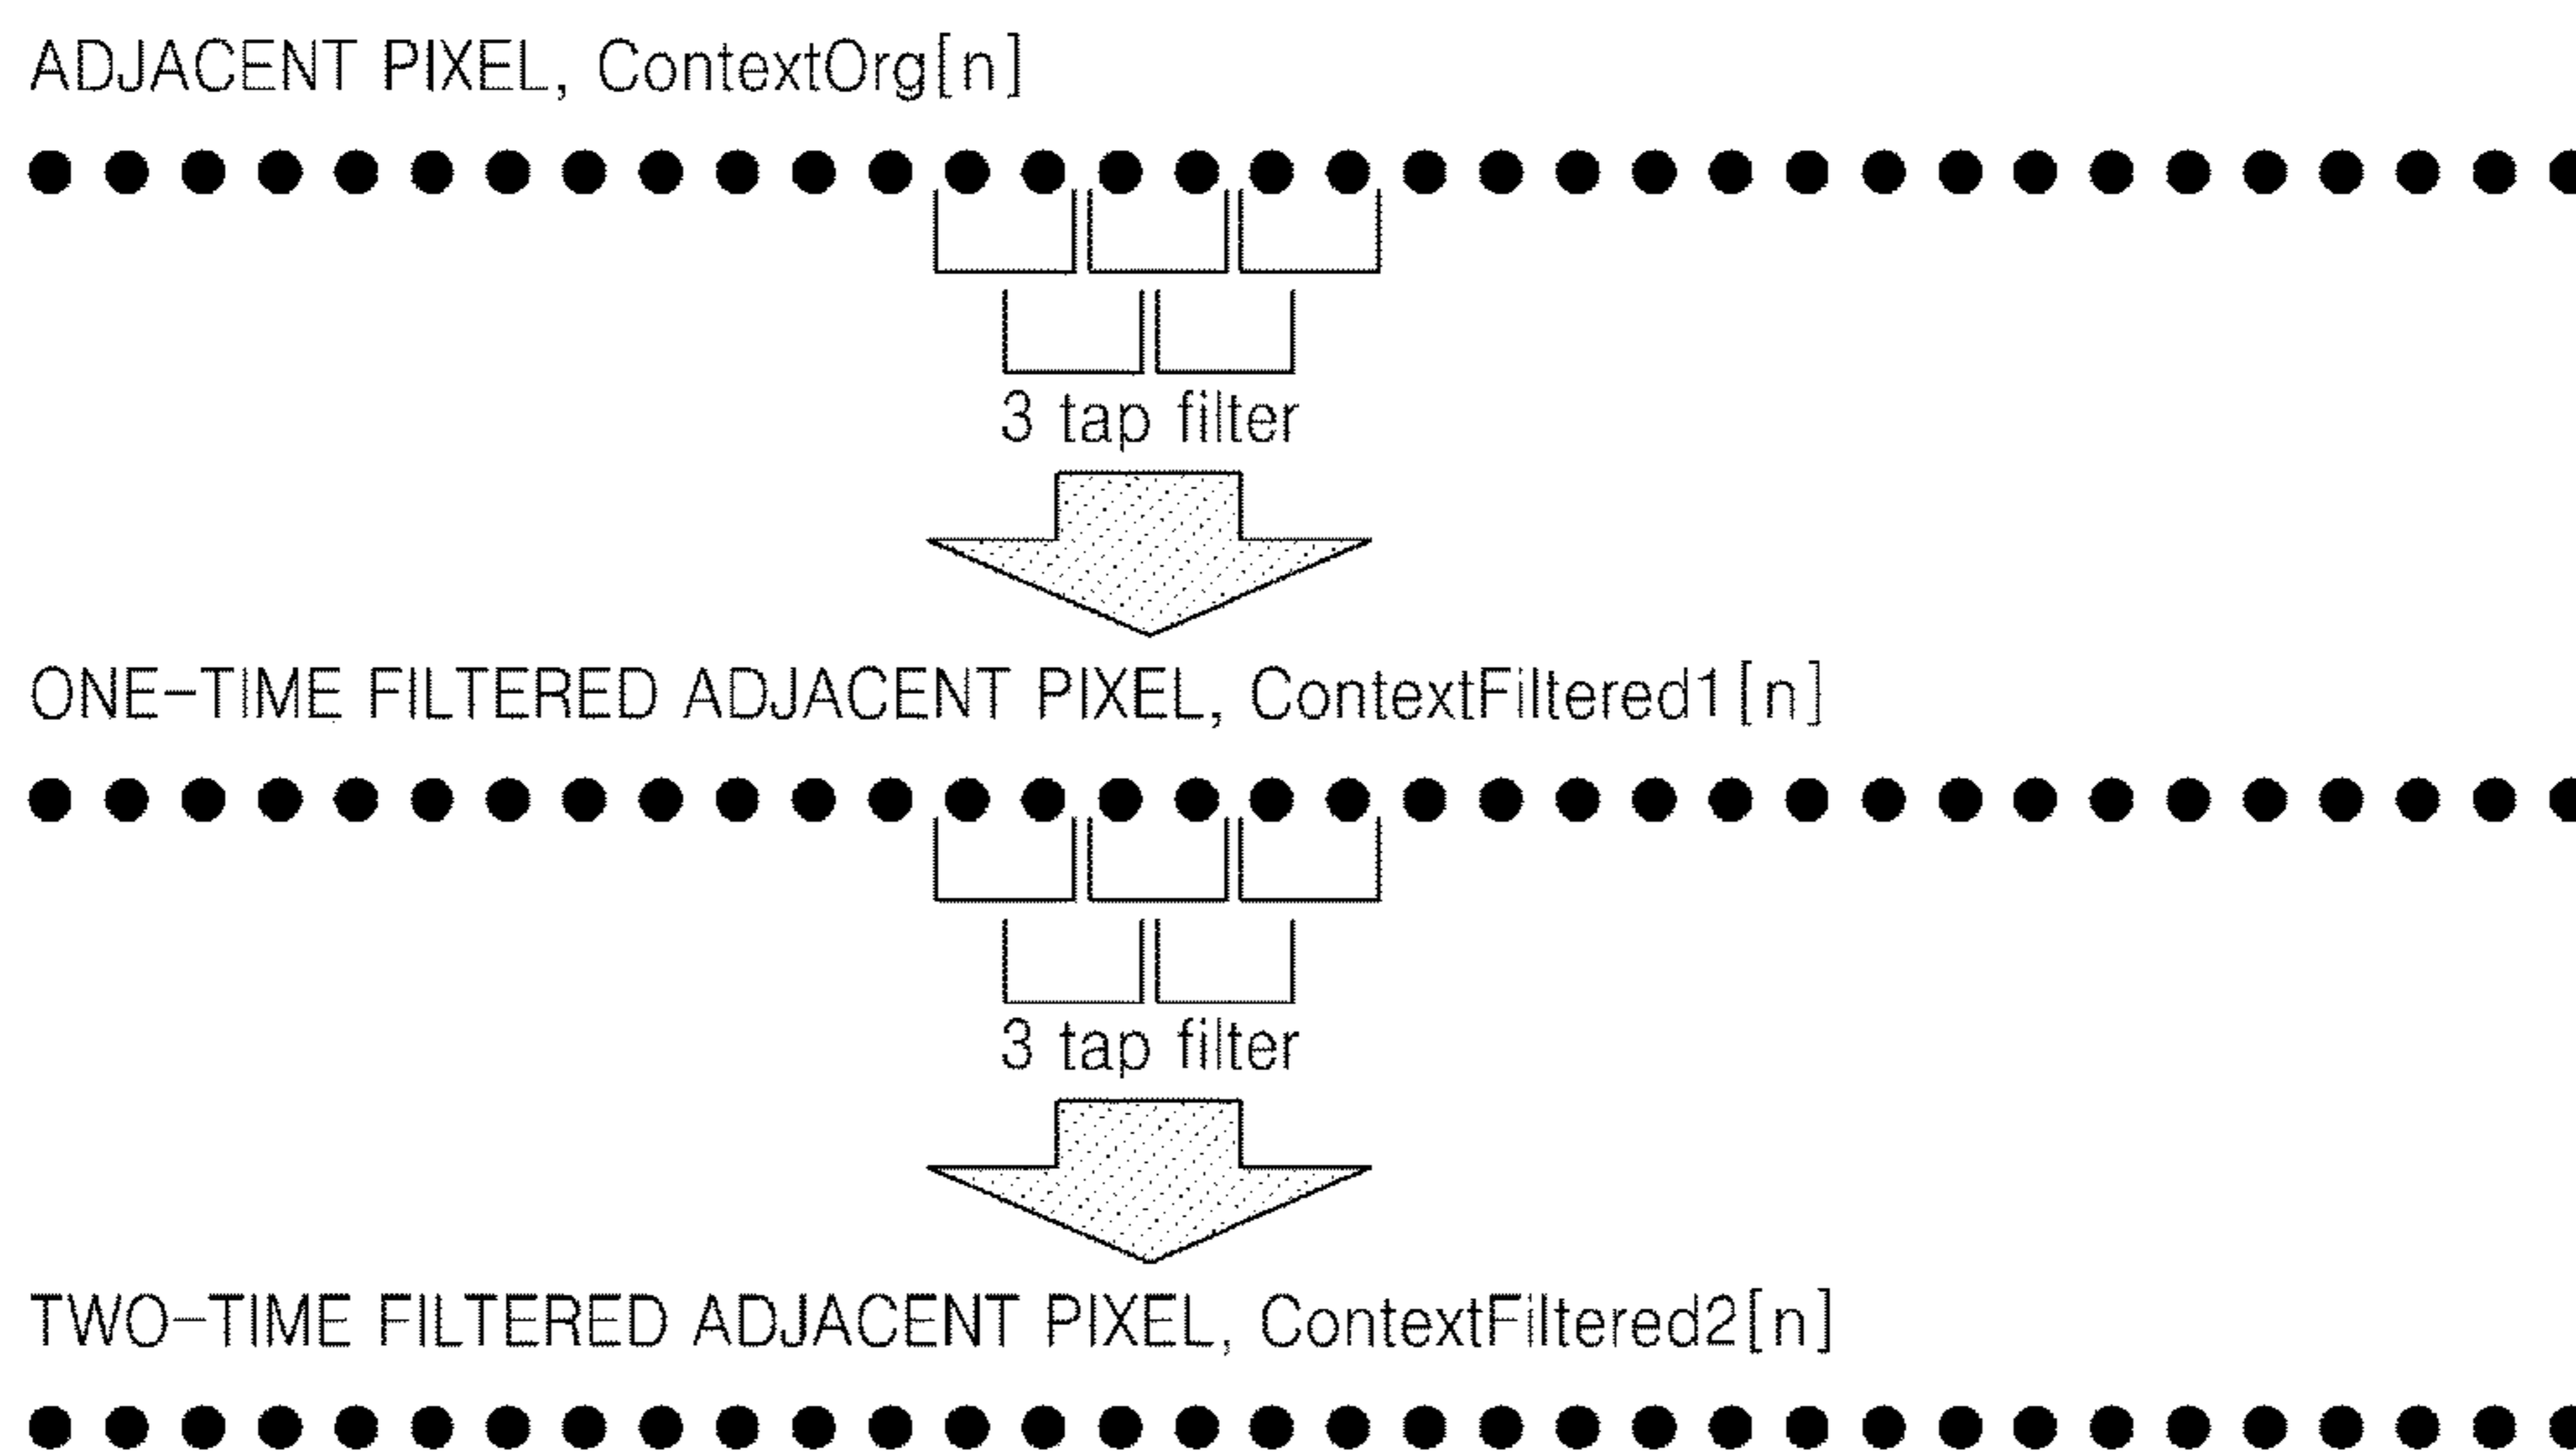 ADJACENT PIXEL, ContextOrg[n]
3 tap filter
ONE-TIME FILTERED ADJACENT PIXEL, ContextFiltered1[n]
3 tap filter
TWO-TIME FILTERED ADJACENT PIXEL, ContextFiltered2[n]